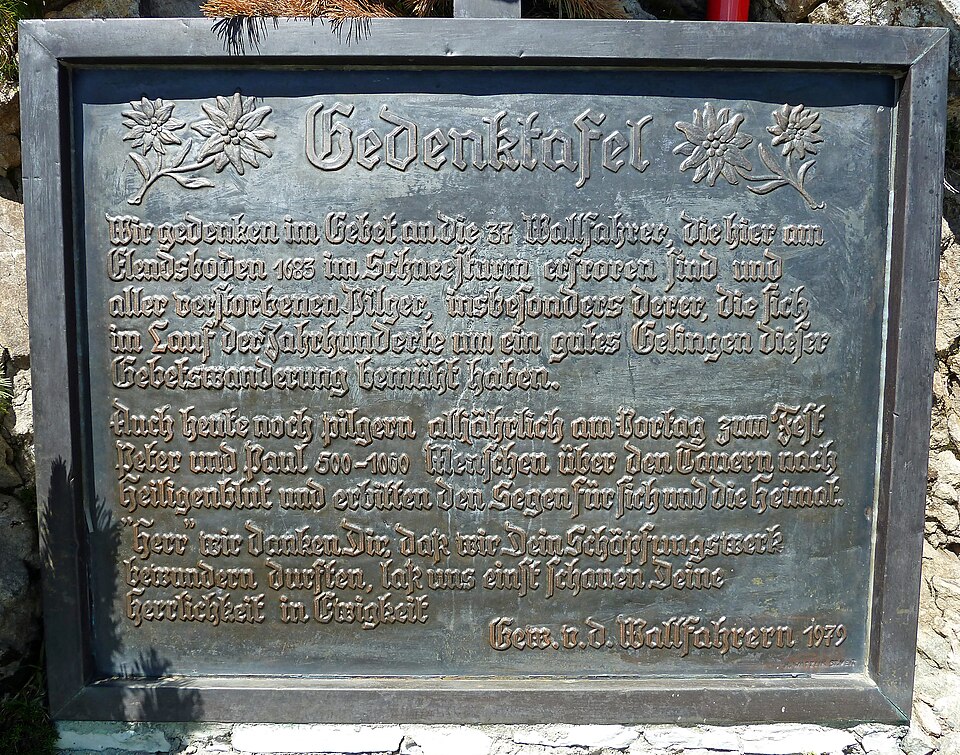 Gedenktafel
Wir gedenken im Gebet an die 37 Wallfahrer, die hier am
Elendsboden 1683 im Schneesturm erfroren sind und
aller verstorbenen Pilger, insbesonders derer, die sich
im Lauf der Jahrhunderte um ein gutes Gelingen dieser
Gebetswanderung bemüht haben.
Auch heute noch pilgern alljährlich am Vortag zum Fest
Peter und Paul 500-1000 Menschen über den Tauern nach
Heiligenblut und erbitten den Segen für sich und die Heimat.
"Herr" wir danken Dir, daß wir Dein Schöpfungswerk
bewundern durften, laß uns einst schauen Deine
Herrlichkeit in Ewigkeit
Gew. v. d. Wallfahrern 1979